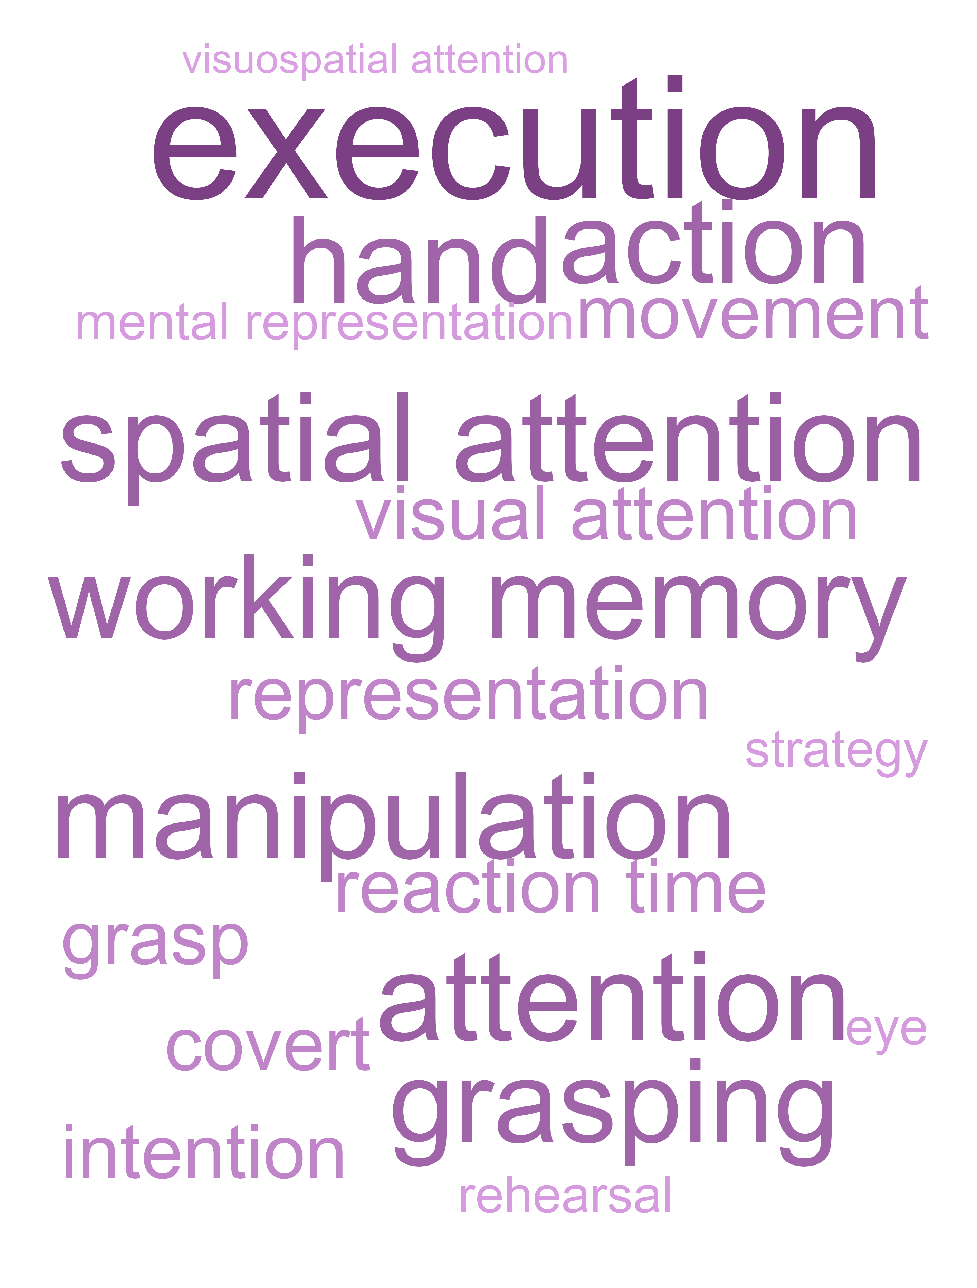 visuospatial attention
execution
hand action
mental representation movement
spatial attention
visual attention
working memory
representation
strategy
manipulation
reaction time
grasp
attention
covert eye
grasping
intention
rehearsal